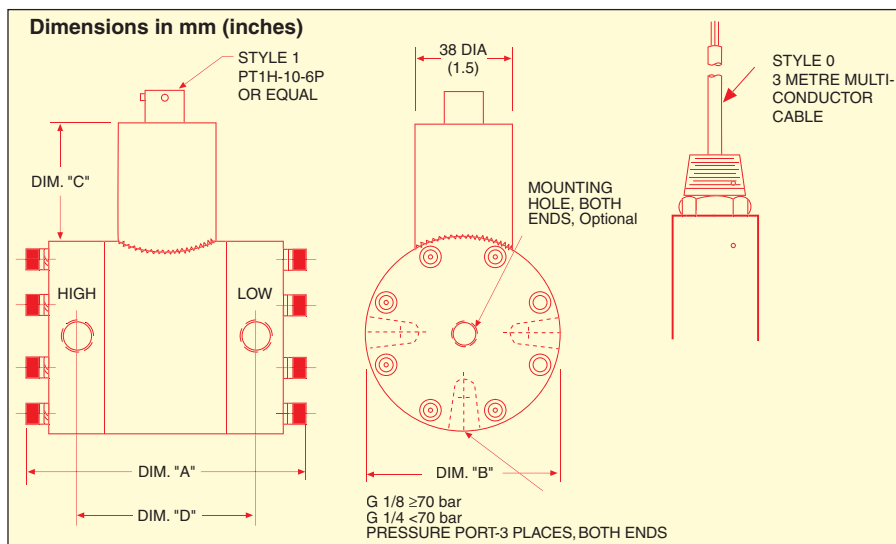 Dimensions in mm (inches)
STYLE 1
PT1H-10-6P
OR EQUAL
38 DIA
(1.5)
STYLE 0
3 METRE MULTI-
CONDUCTOR
CABLE
DIM. "C"
MOUNTING
HOLE, BOTH
ENDS, Optional
HIGH
LOW
DIM. "A"
DIM. "B"
DIM. "D"
G 1/8 ≥70 bar
G 1/4 <70 bar
PRESSURE PORT-3 PLACES, BOTH ENDS